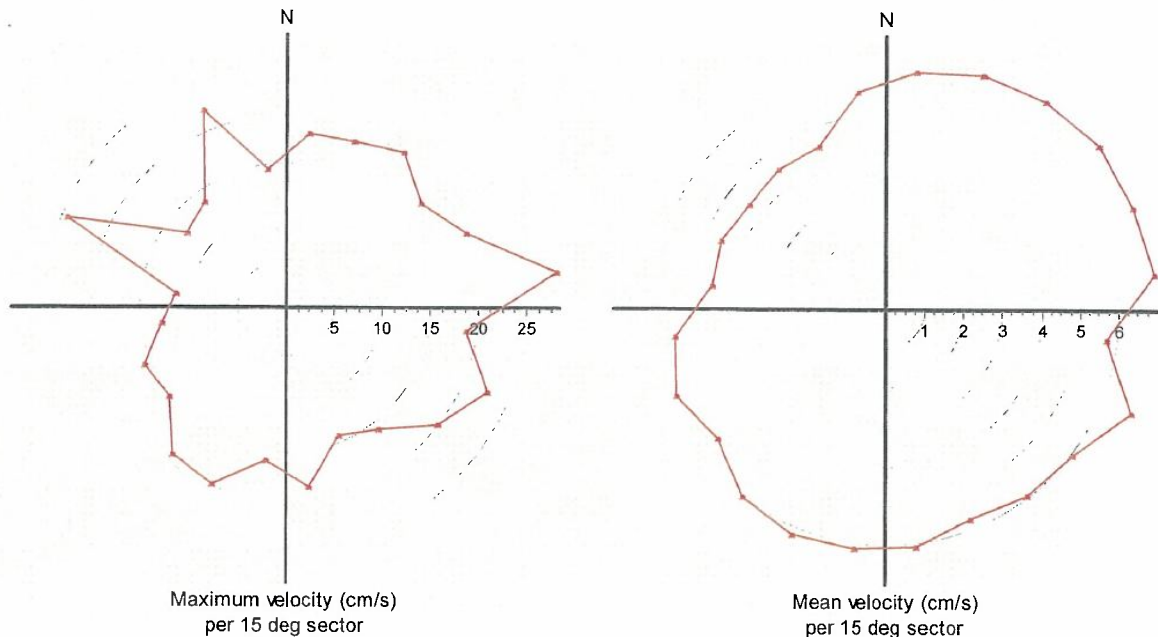 N
5 10 15 20 25
Maximum velocity (cm/s)
per 15 deg sector
N
1 2 3 4 5 6
Mean velocity (cm/s)
per 15 deg sector